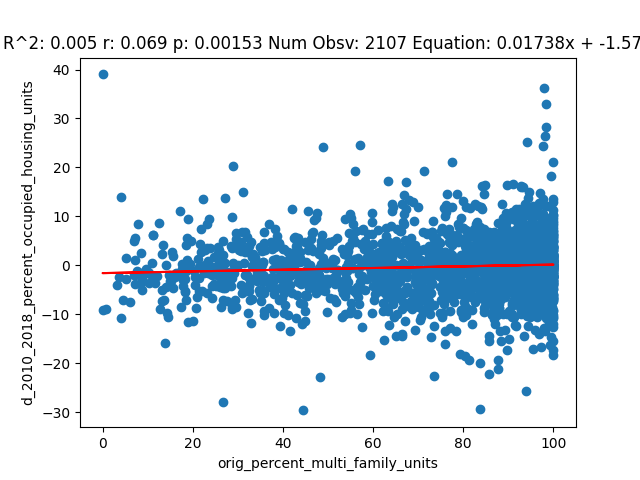 R^2: 0.005 r: 0.069 p: 0.00153 Num Obsv: 2107 Equation: 0.01738x + -1.57
40
30
20
10
0
−10
−20
−30
d_2010_2018_percent_occupied_housing_units
0 20 40 60 80 100
orig_percent_multi_family_units